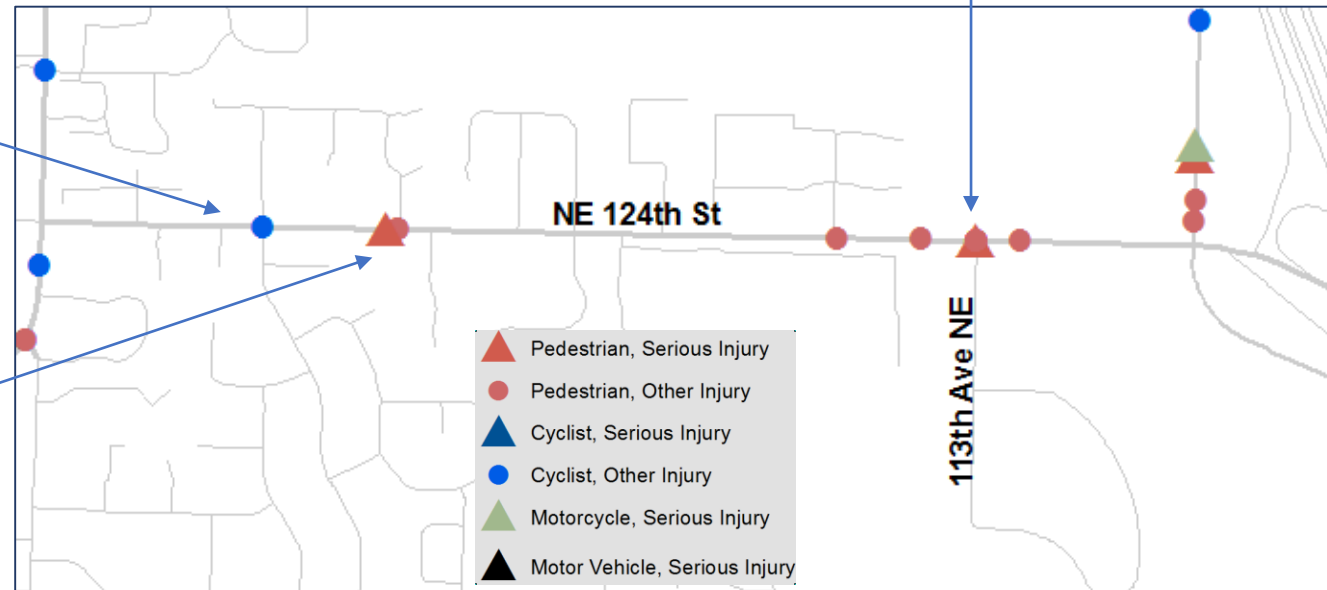 NE 124th St
113th Ave NE
Pedestrian, Serious Injury
Pedestrian, Other Injury
Cyclist, Serious Injury
Cyclist, Other Injury
Motorcycle, Serious Injury
Motor Vehicle, Serious Injury